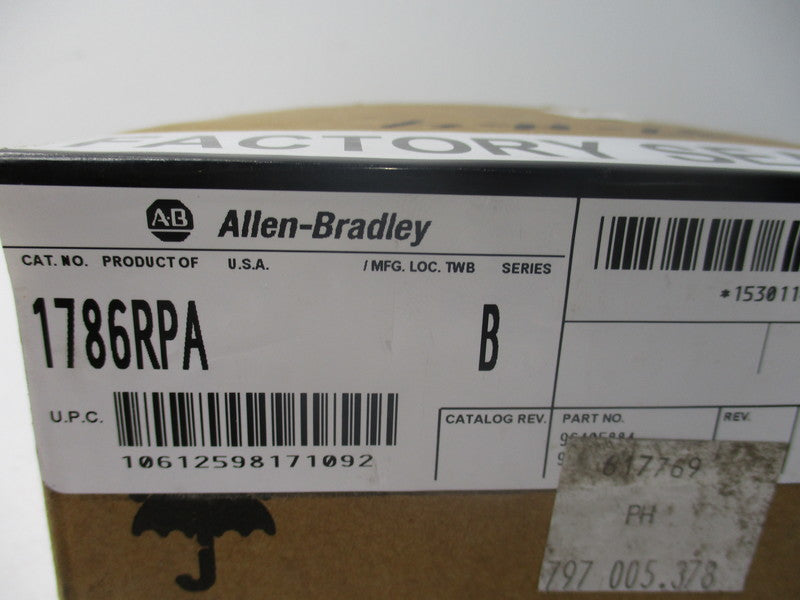 FACTORY SE
A-B Allen-Bradley
CAT. NO. PRODUCT OF U.S.A. / MFG. LOC. TWB SERIES
1786RPA B
*153011
U.P.C.
10612598171092
CATALOG REV. PART NO. REV.
617769
PH
797 005.378